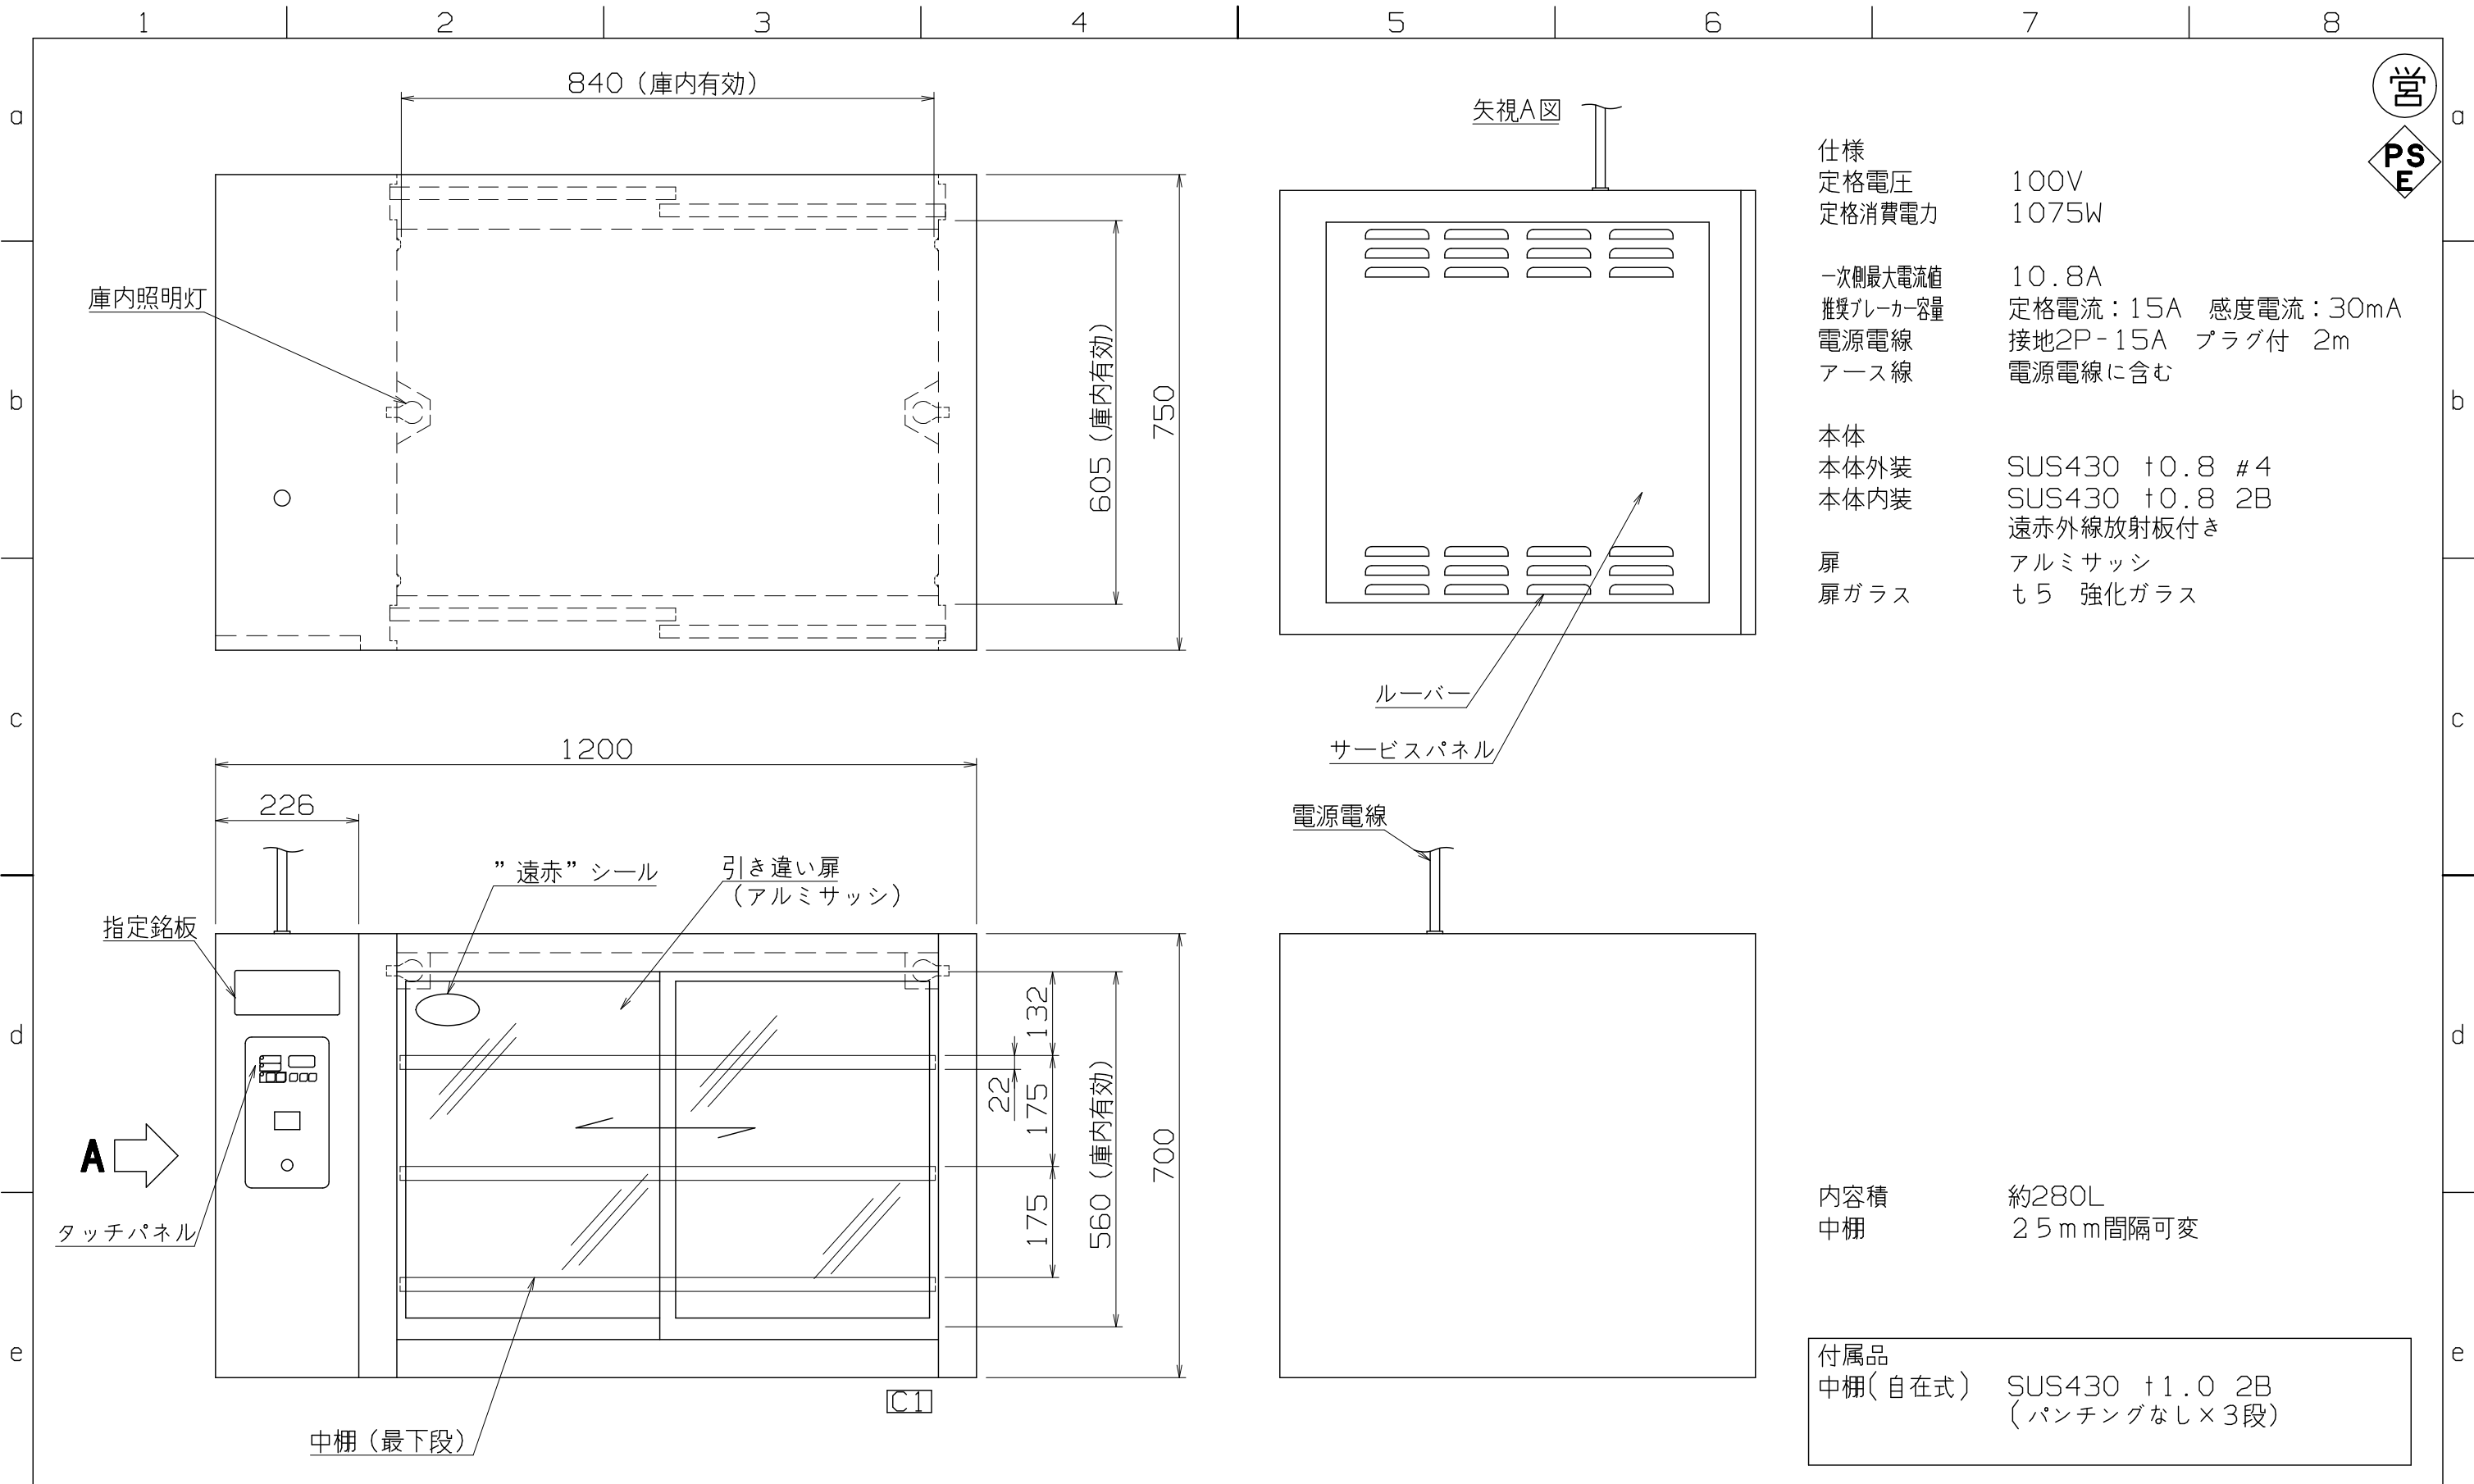 1 2 3 4 5 6 7 8
a a
b b
c c
d d
e e
840（庫内有効）
605（庫内有効）
750
庫内照明灯
矢視A図
ルーバー
サービスパネル
営
PS
E
仕様
定格電圧 100V
定格消費電力 1075W
一次側最大電流値 10.8A
推奨ブレーカー容量 定格電流：15A 感度電流：30mA
電源電線 接地2P-15A プラグ付 2m
アース線 電源電線に含む
本体
本体外装 SUS430 t0.8 #4
本体内装 SUS430 t0.8 2B
遠赤外線放射板付き
扉 アルミサッシ
扉ガラス t5 強化ガラス
1200
226
指定銘板
”遠赤”シール
引き違い扉
（アルミサッシ）
A
タッチパネル
中棚（最下段）
132
22
175
175
560（庫内有効）
700
C1
電源電線
内容積 約280L
中棚 25mm間隔可変
付属品
中棚(自在式) SUS430 t1.0 2B
(パンチングなし×3段)